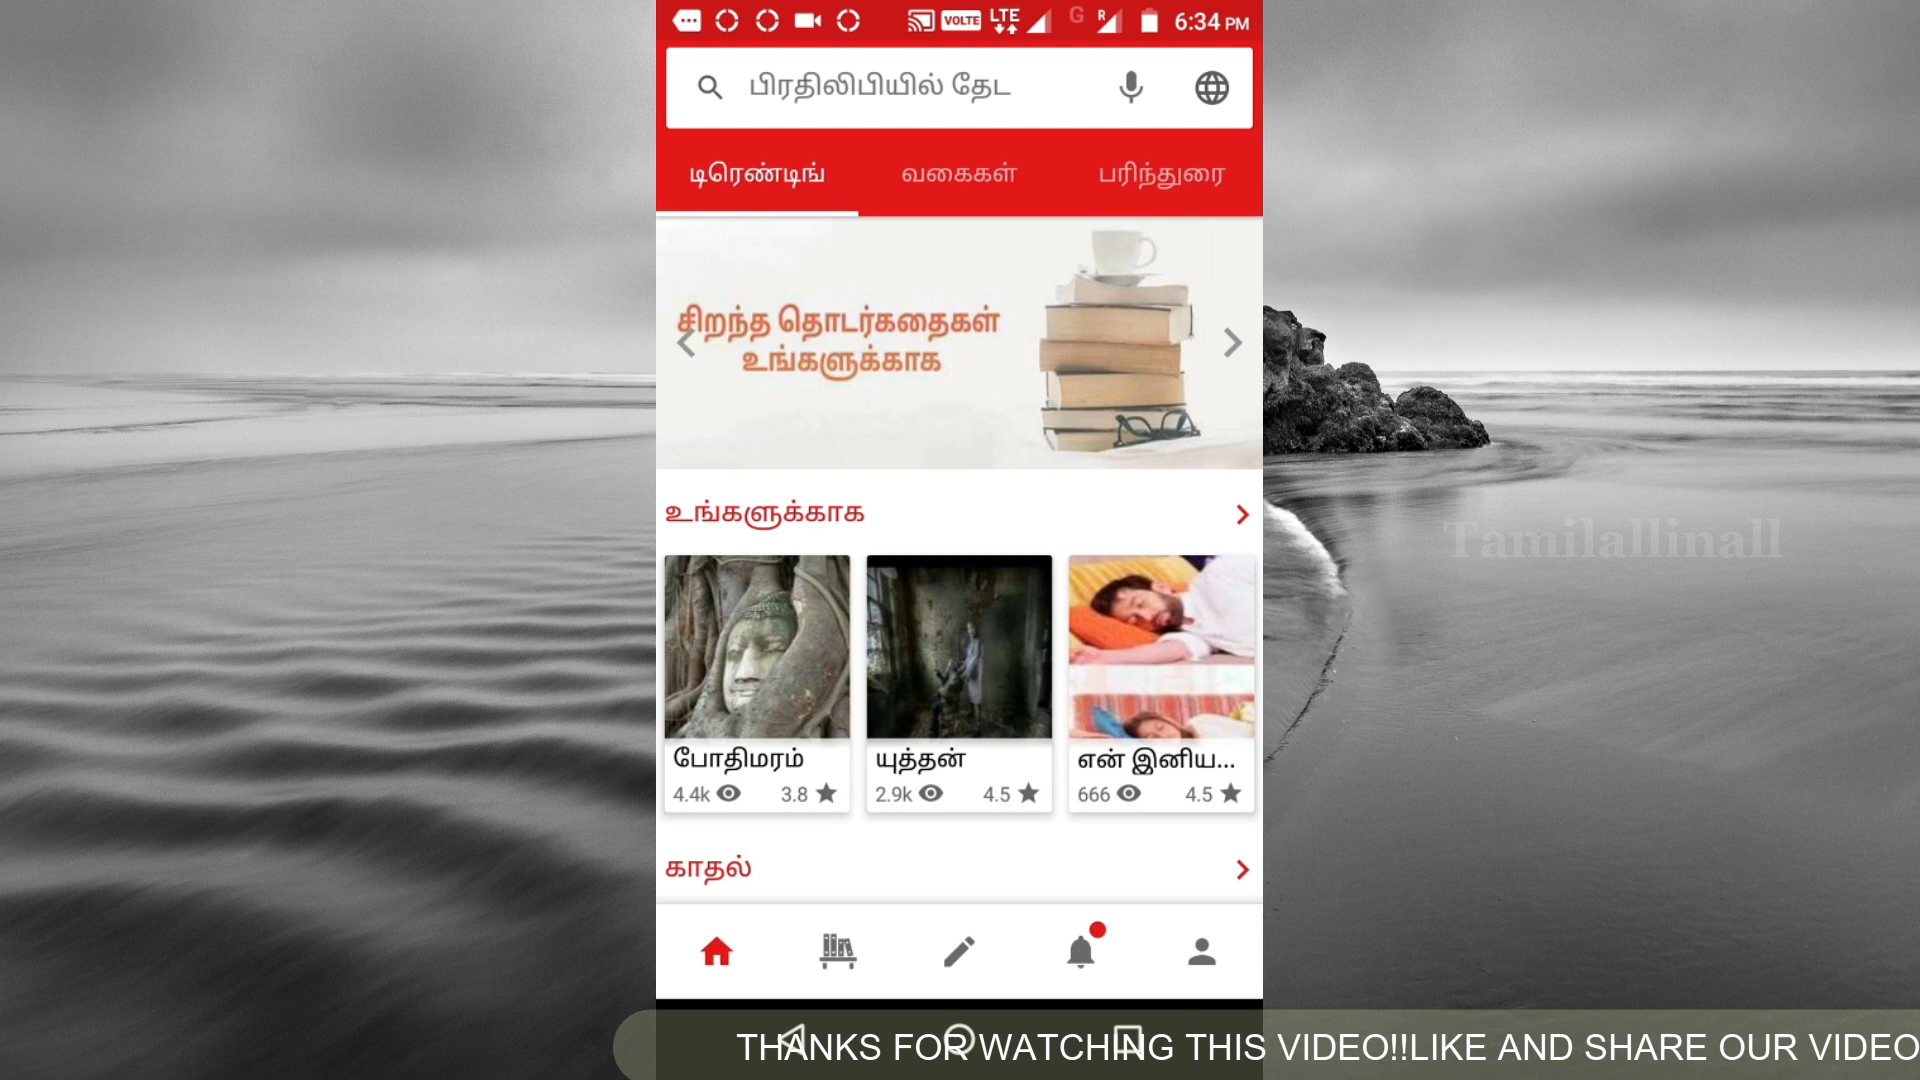 VOLTE LTE G R 6:34 PM
பிரதிலிபியில் தேட
டிரெண்டிங் வகைகள் பரிந்துரை
சிறந்த தொடர்கதைகள்
உங்களுக்காக
உங்களுக்காக
போதிமரம் யுத்தன் என் இனிய...
4.4k 3.8 2.9k 4.5 666 4.5
காதல்
Tamilallinall
THANKS FOR WATCHING THIS VIDEO!!LIKE AND SHARE OUR VIDEO